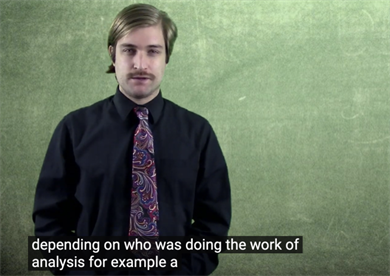 depending on who was doing the work of
analysis for example a